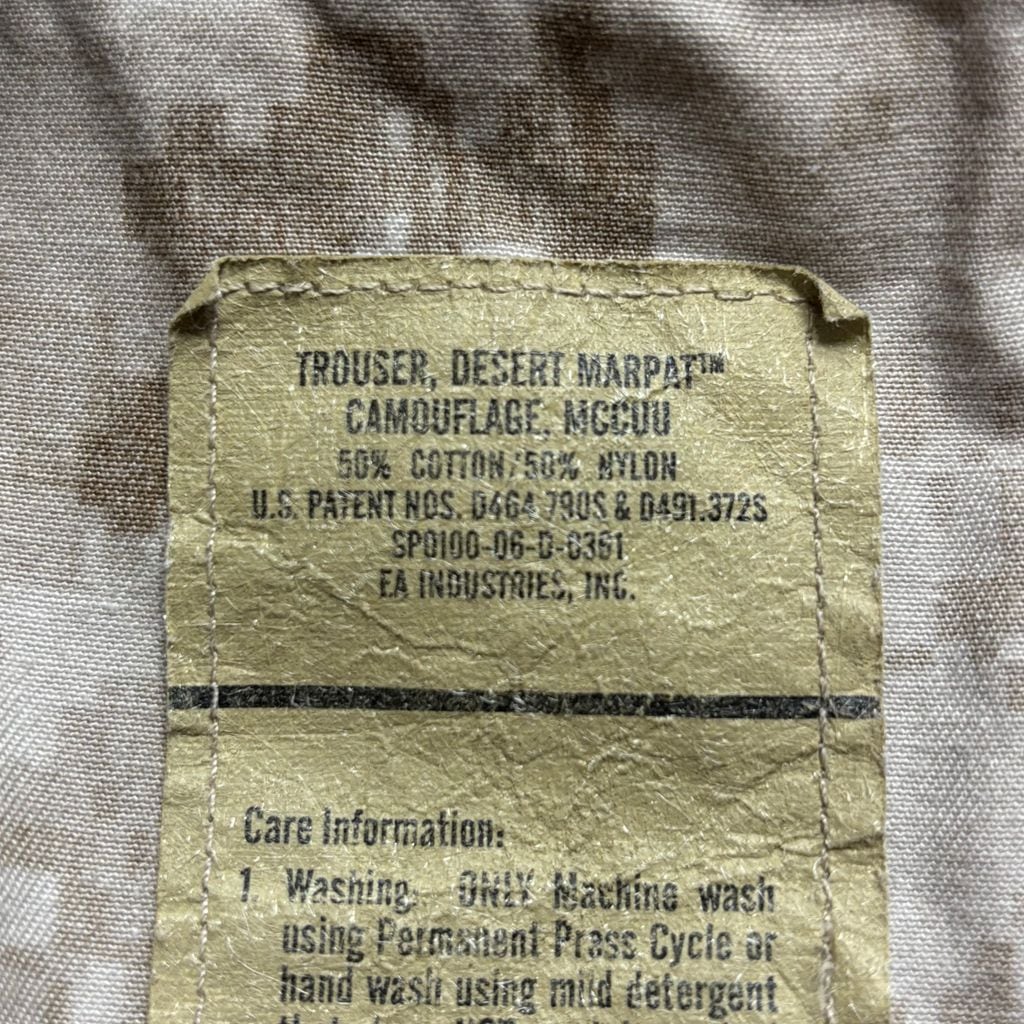 TROUSER, DESERT MARPAT™
CAMOUFLAGE, MCCUU
50% COTTON/50% NYLON
U.S. PATENT NOS. D464,790S & D491,372S
SP0100-06-D-0361
EA INDUSTRIES, INC.
Care Information:
1. Washing: ONLY Machine wash
using Permanent Press Cycle or
hand wash using mild detergent